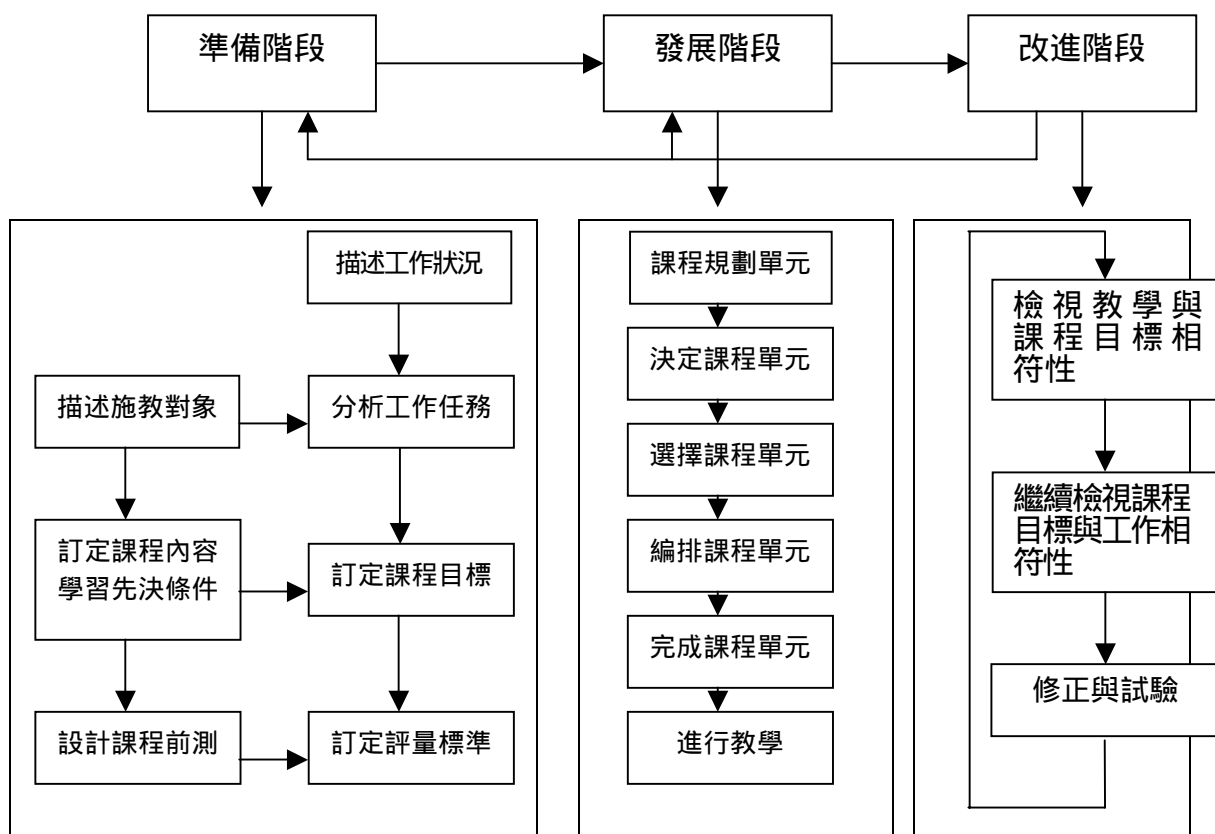 準備階段
發展階段
改進階段
描述工作狀況
描述施教對象
分析工作任務
訂定課程內容
學習先決條件
訂定課程目標
設計課程前測
訂定評量標準
課程規劃單元
決定課程單元
選擇課程單元
編排課程單元
完成課程單元
進行教學
檢視教學與
課程目標相
符性
繼續檢視課程
目標與工作相
符性
修正與試驗